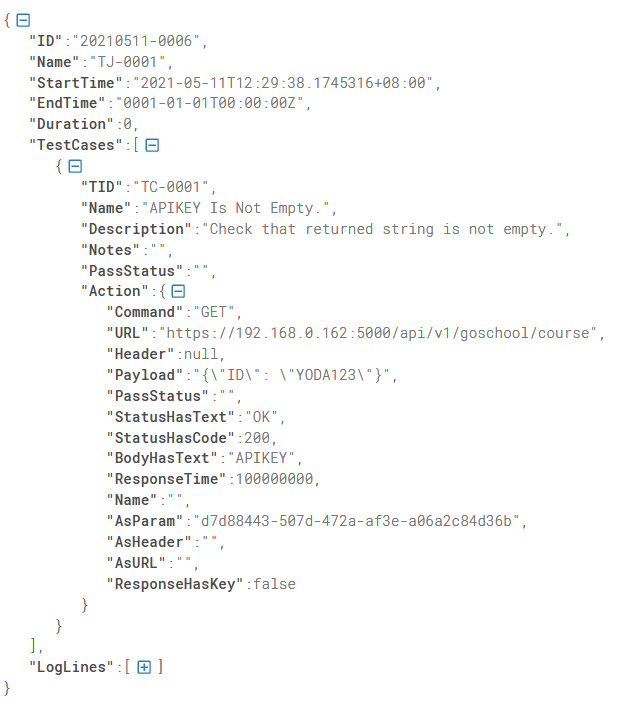 {
"ID":"20210511-0006",
"Name":"TJ-0001",
"StartTime":"2021-05-11T12:29:38.1745316+08:00",
"EndTime":"0001-01-01T00:00:00Z",
"Duration":0,
"TestCases":[
{
"TID":"TC-0001",
"Name":"APIKEY Is Not Empty.",
"Description":"Check that returned string is not empty.",
"Notes":"",
"PassStatus":"",
"Action":{
"Command":"GET",
"URL":"https://192.168.0.162:5000/api/v1/goschool/course",
"Header":null,
"Payload":"{\"ID\": \"YODA123\"}",
"PassStatus":"",
"StatusHasText":"OK",
"StatusHasCode":200,
"BodyHasText":"APIKEY",
"ResponseTime":100000000,
"Name":"",
"AsParam":"d7d88443-507d-472a-af3e-a06a2c84d36b",
"AsHeader":"",
"AsURL":"",
"ResponseHasKey":false
}
}
],
"LogLines":[ ]
}